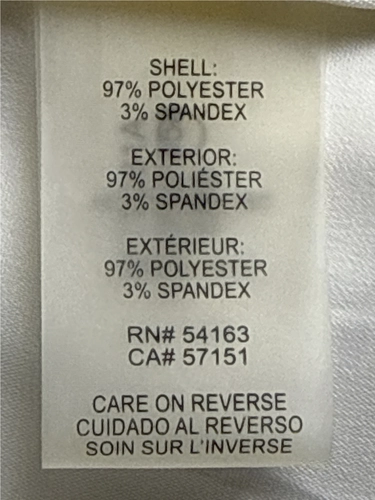 SHELL:
97% POLYESTER
3% SPANDEX
EXTERIOR:
97% POLIÉSTER
3% SPANDEX
EXTÉRIEUR:
97% POLYESTER
3% SPANDEX
RN# 54163
CA# 57151
CARE ON REVERSE
CUIDADO AL REVERSO
SOIN SUR L'INVERSE